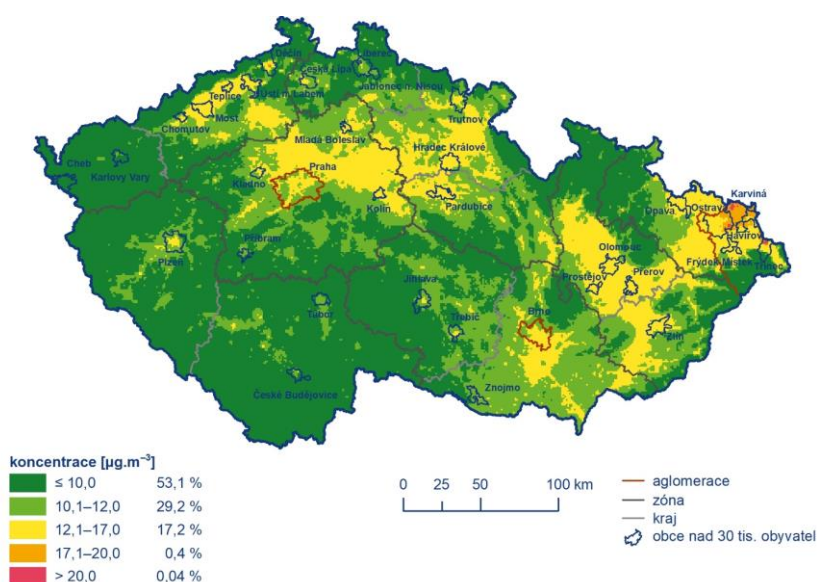 Děčín
Liberec
Česká Lípa
Teplice
Ústí n. Labem
Jablonec n. Nisou
Most
Chomutov
Trutnov
Mladá Boleslav
Hradec Králové
Cheb
Karlovy Vary
Praha
Kladno
Kolín
Pardubice
Karviná
Opava
Ostrava
Havířov
Plzeň
Příbram
Olomouc
Frýdek Místek
Třinec
Prostějov
Přerov
Jihlava
Tábor
Třebíč
Brno
Zlín
České Budějovice
Znojmo
koncentrace [µg.m⁻³]
≤ 10,0 53,1 %
10,1–12,0 29,2 %
12,1–17,0 17,2 %
17,1–20,0 0,4 %
> 20,0 0,04 %
0 25 50 100 km
aglomerace
zóna
kraj
obce nad 30 tis. obyvatel